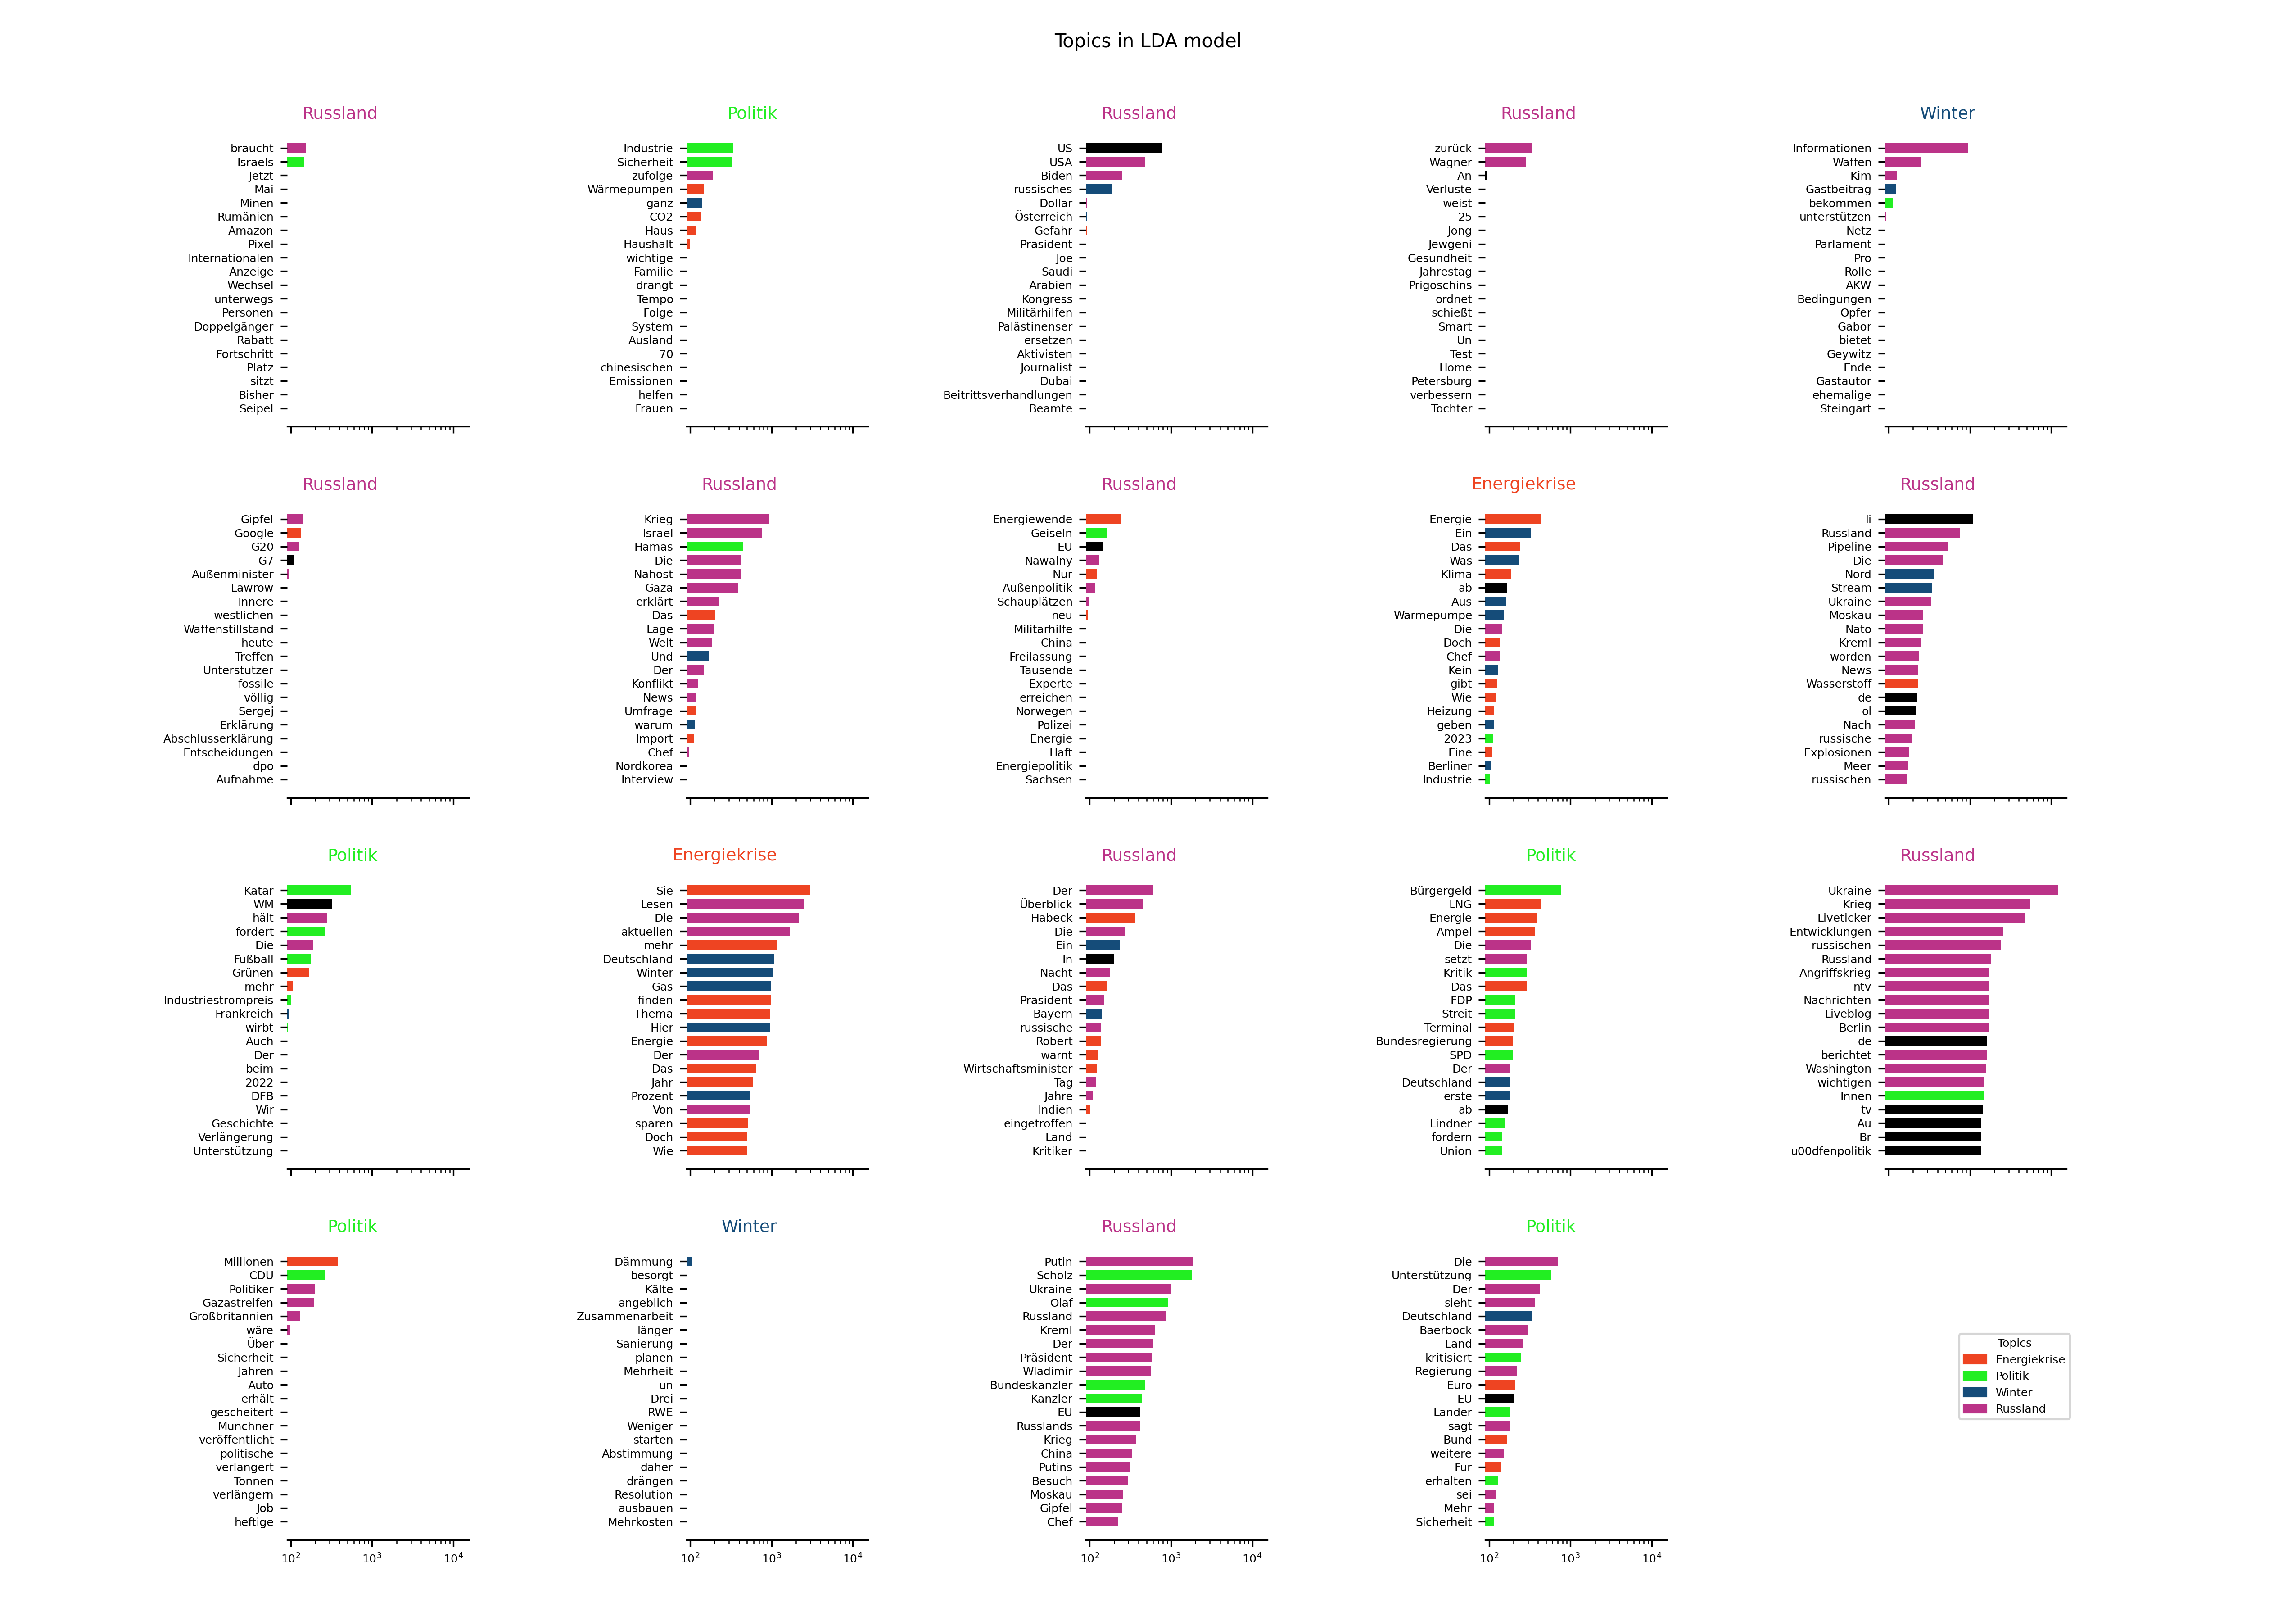 Topics in LDA model
Russland
braucht
Israels
Jetzt
Mai
Minen
Rumänien
Amazon
Pixel
Internationalen
Anzeige
Wechsel
unterwegs
Personen
Doppelgänger
Rabatt
Fortschritt
Platz
sitzt
Bisher
Seipel
Politik
Industrie
Sicherheit
zufolge
Wärmepumpen
ganz
CO2
Haus
Haushalt
wichtige
Familie
drängt
Tempo
Folge
System
Ausland
70
chinesischen
Emissionen
helfen
Frauen
Russland
US
USA
Biden
russisches
Dollar
Österreich
Gefahr
Präsident
Joe
Saudi
Arabien
Kongress
Militärhilfen
Palästinenser
ersetzen
Aktivisten
Journalist
Dubai
Beitrittsverhandlungen
Beamte
Russland
zurück
Wagner
An
Verluste
weist
25
Jong
Jewgeni
Gesundheit
Jahrestag
Prigoschins
ordnet
schießt
Smart
Un
Test
Home
Petersburg
verbessern
Tochter
Winter
Informationen
Waffen
Kim
Gastbeitrag
bekommen
unterstützen
Netz
Parlament
Pro
Rolle
AKW
Bedingungen
Opfer
Gabor
bietet
Geywitz
Ende
Gastautor
ehemalige
Steingart
Russland
Gipfel
Google
G20
G7
Außenminister
Lawrow
Innere
westlichen
Waffenstillstand
heute
Treffen
Unterstützer
fossile
völlig
Sergej
Erklärung
Abschlusserklärung
Entscheidungen
dpo
Aufnahme
Russland
Krieg
Israel
Hamas
Die
Nahost
Gaza
erklärt
Das
Lage
Welt
Und
Der
Konflikt
News
Umfrage
warum
Import
Chef
Nordkorea
Interview
Russland
Energiewende
Geiseln
EU
Nawalny
Nur
Außenpolitik
Schauplätzen
neu
Militärhilfe
China
Freilassung
Tausende
Experte
erreichen
Norwegen
Polizei
Energie
Haft
Energiepolitik
Sachsen
Energiekrise
Energie
Ein
Das
Was
Klima
ab
Aus
Wärmepumpe
Die
Doch
Chef
Kein
gibt
Wie
Heizung
geben
2023
Eine
Berliner
Industrie
Russland
li
Russland
Pipeline
Die
Nord
Stream
Ukraine
Moskau
Nato
Kreml
worden
News
Wasserstoff
de
ol
Nach
russische
Explosionen
Meer
russischen
Politik
Katar
WM
hält
fordert
Die
Fußball
Grünen
mehr
Industriestrompreis
Frankreich
wirbt
Auch
Der
beim
2022
DFB
Wir
Geschichte
Verlängerung
Unterstützung
Energiekrise
Sie
Lesen
Die
aktuellen
mehr
Deutschland
Winter
Gas
finden
Thema
Hier
Energie
Der
Das
Jahr
Prozent
Von
sparen
Doch
Wie
Russland
Der
Überblick
Habeck
Die
Ein
In
Nacht
Das
Präsident
Bayern
russische
Robert
warnt
Wirtschaftsminister
Tag
Jahre
Indien
eingetroffen
Land
Kritiker
Politik
Bürgergeld
LNG
Energie
Ampel
Die
setzt
Kritik
Das
FDP
Streit
Terminal
Bundesregierung
SPD
Der
Deutschland
erste
ab
Lindner
fordern
Union
Russland
Ukraine
Krieg
Liveticker
Entwicklungen
russischen
Russland
Angriffskrieg
ntv
Nachrichten
Liveblog
Berlin
de
berichtet
Washington
wichtigen
Innen
tv
Au
Br
u00dfenpolitik
Politik
Millionen
CDU
Politiker
Gazastreifen
Großbritannien
wäre
Über
Sicherheit
Jahren
Auto
erhält
gescheitert
Münchner
veröffentlicht
politische
verlängert
Tonnen
verlängern
Job
heftige
10² 10³ 10⁴
Winter
Dämmung
besorgt
Kälte
angeblich
Zusammenarbeit
länger
Sanierung
planen
Mehrheit
un
Drei
RWE
Weniger
starten
Abstimmung
daher
drängen
Resolution
ausbauen
Mehrkosten
10² 10³ 10⁴
Russland
Putin
Scholz
Ukraine
Olaf
Russland
Kreml
Der
Präsident
Wladimir
Bundeskanzler
Kanzler
EU
Russlands
Krieg
China
Putins
Besuch
Moskau
Gipfel
Chef
10² 10³ 10⁴
Politik
Die
Unterstützung
Der
sieht
Deutschland
Baerbock
Land
kritisiert
Regierung
Euro
EU
Länder
sagt
Bund
weitere
Für
erhalten
sei
Mehr
Sicherheit
10² 10³ 10⁴
Topics
Energiekrise
Politik
Winter
Russland